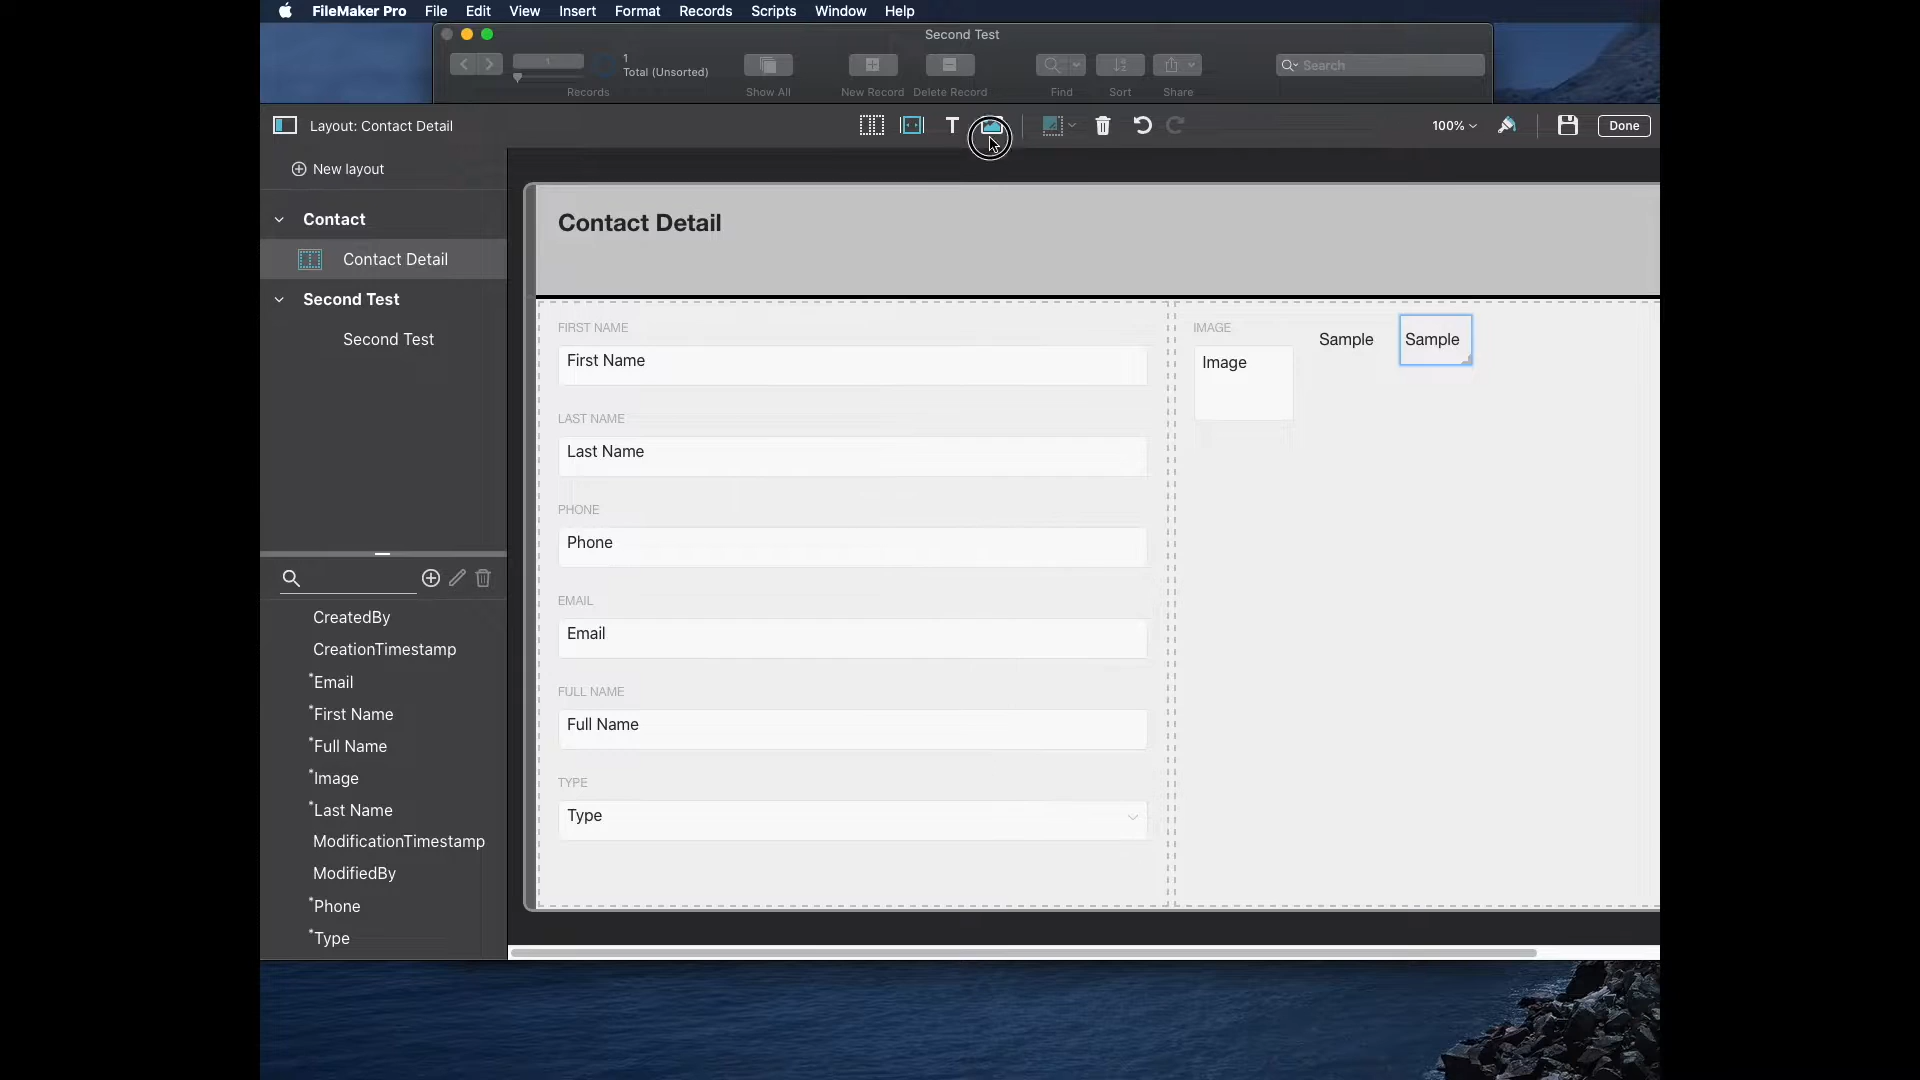 FileMaker Pro File Edit View Insert Format Records Scripts Window Help
Second Test
1 1 Total (Unsorted) Search
Records Show All New Record Delete Record Find Sort Share
Layout: Contact Detail T 100% Done
New layout
Contact
Contact Detail
Second Test
Second Test
CreatedBy
CreationTimestamp
*Email
*First Name
*Full Name
*Image
*Last Name
ModificationTimestamp
ModifiedBy
*Phone
*Type
Contact Detail
FIRST NAME
First Name
LAST NAME
Last Name
PHONE
Phone
EMAIL
Email
FULL NAME
Full Name
TYPE
Type
IMAGE
Image
Sample Sample